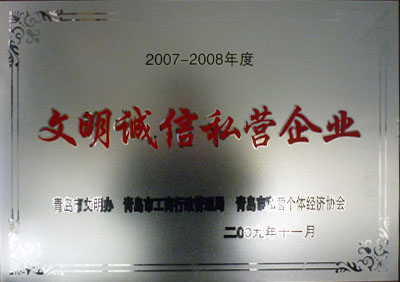 2007-2008年度
文明诚信私营企业
青岛市文明办 青岛市工商行政管理局 青岛市私营个体经济协会
二00九年十一月